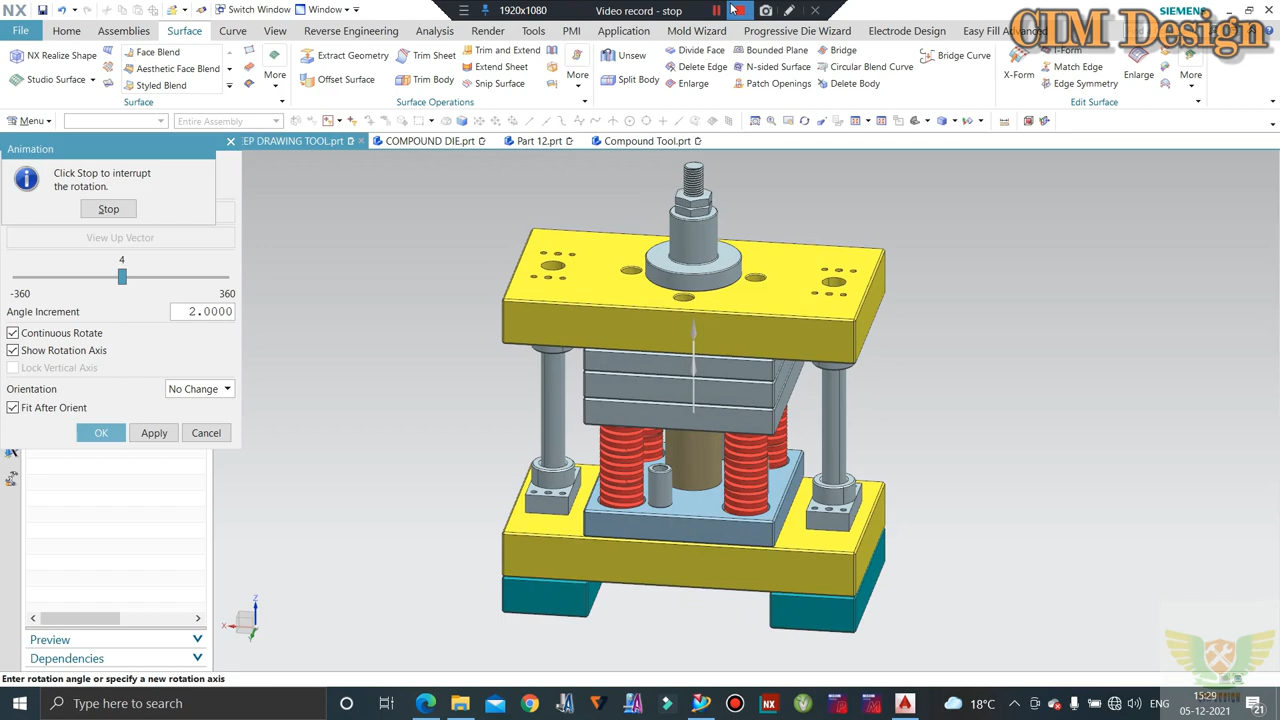 NX
Switch Window
Window
1920x1080
Video record - stop
SIEMENS
CIM Design
File
Home
Assemblies
Surface
Curve
View
Reverse Engineering
Analysis
Render
Tools
PMI
Application
Mold Wizard
Progressive Die Wizard
Electrode Design
Easy Fill Advanced
NX Realize Shape
Studio Surface
Face Blend
Aesthetic Face Blend
Styled Blend
More
Surface
Extract Geometry
Offset Surface
Trim Sheet
Trim Body
Trim and Extend
Extend Sheet
Snip Surface
More
Surface Operations
Unsew
Split Body
Divide Face
Delete Edge
Enlarge
Bounded Plane
N-sided Surface
Patch Openings
Bridge
Circular Blend Curve
Delete Body
Bridge Curve
X-Form
I-Form
Match Edge
Edge Symmetry
Enlarge
More
Edit Surface
Menu
Entire Assembly
EP DRAWING TOOL.prt
COMPOUND DIE.prt
Part 12.prt
Compound Tool.prt
Animation
Click Stop to interrupt
the rotation.
Stop
View Up Vector
4
-360
360
Angle Increment
2.0000
Continuous Rotate
Show Rotation Axis
Lock Vertical Axis
Orientation
No Change
Fit After Orient
OK
Apply
Cancel
Z
X
Y
Preview
Dependencies
Enter rotation angle or specify a new rotation axis
Type here to search
NX
18°C
ENG
15:29
05-12-2021
21